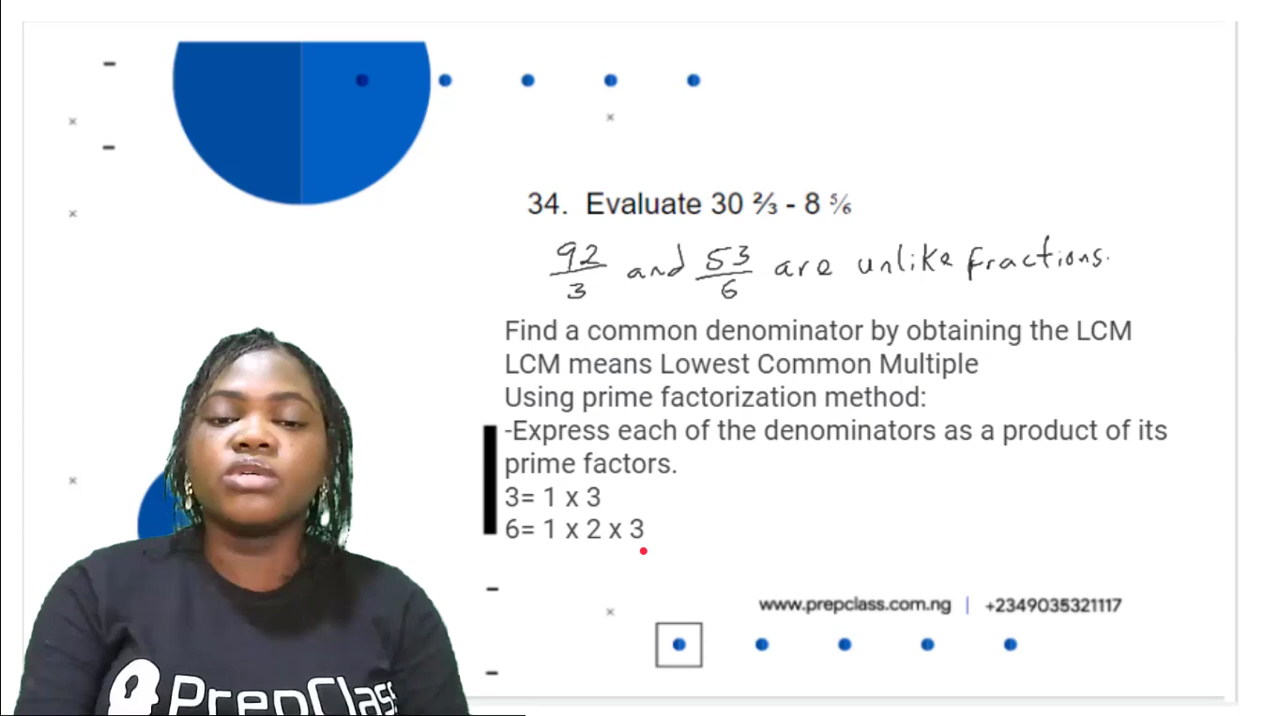 34. Evaluate 30 ⅔ - 8 ⅚
92/3 and 53/6 are unlike fractions.
Find a common denominator by obtaining the LCM
LCM means Lowest Common Multiple
Using prime factorization method:
-Express each of the denominators as a product of its
prime factors.
3= 1 x 3
6= 1 x 2 x 3
www.prepclass.com.ng | +2349035321117
PrepClass